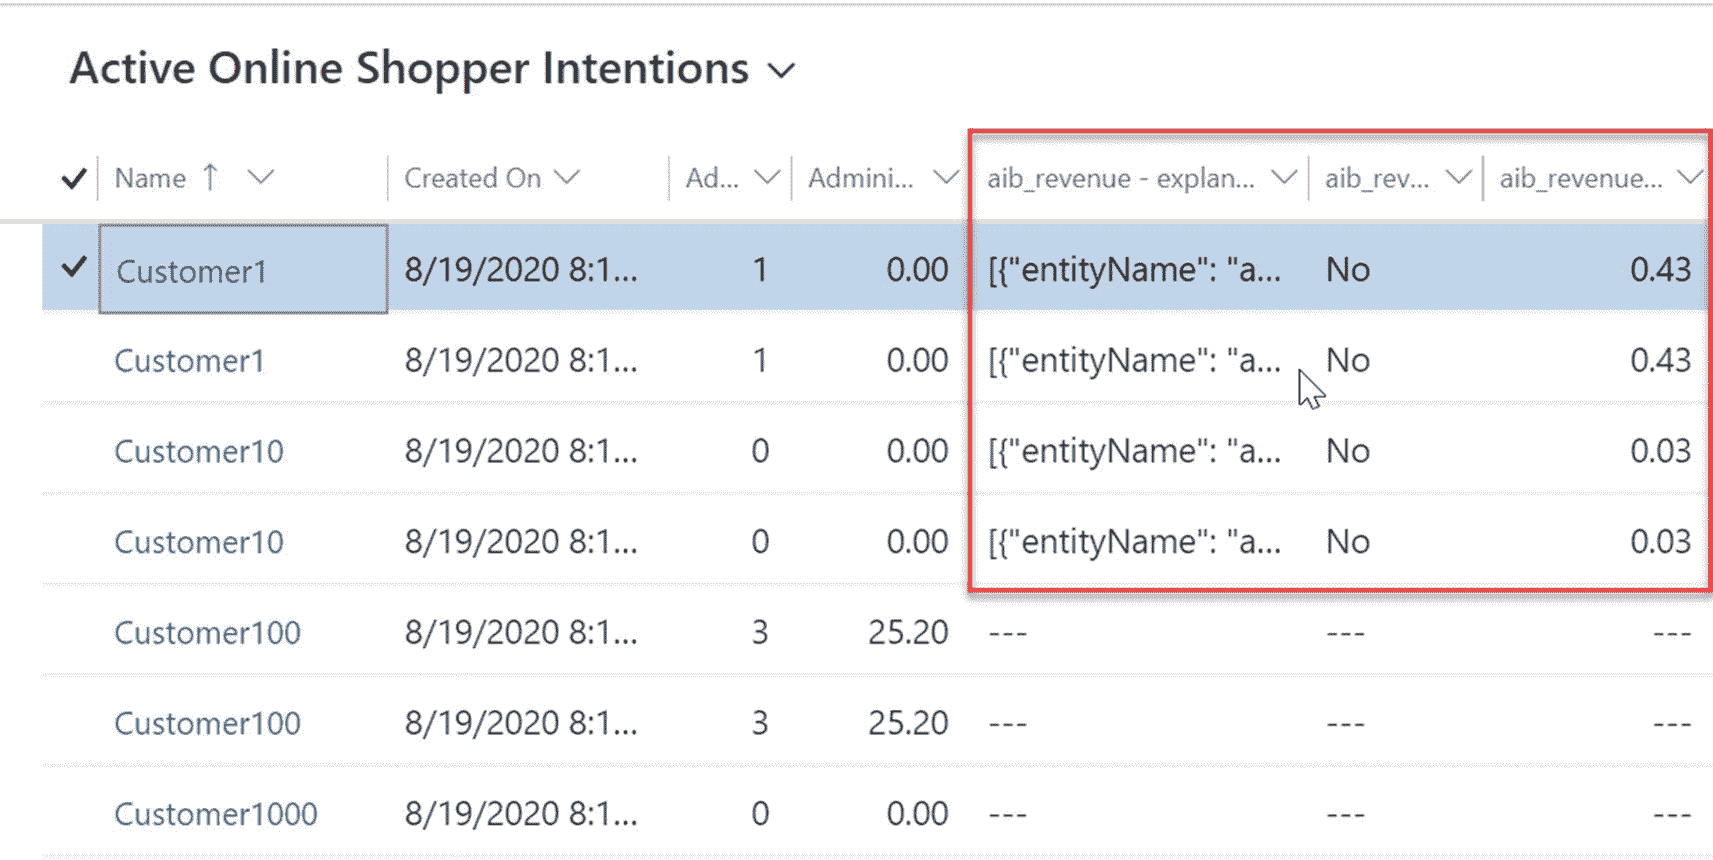 Active Online Shopper Intentions
Name Created On Ad... Admini... aib_revenue - explan... aib_rev... aib_revenue...
Customer1 8/19/2020 8:1... 1 0.00 [{"entityName": "a... No 0.43
Customer1 8/19/2020 8:1... 1 0.00 [{"entityName": "a... No 0.43
Customer10 8/19/2020 8:1... 0 0.00 [{"entityName": "a... No 0.03
Customer10 8/19/2020 8:1... 0 0.00 [{"entityName": "a... No 0.03
Customer100 8/19/2020 8:1... 3 25.20 --- --- ---
Customer100 8/19/2020 8:1... 3 25.20 --- --- ---
Customer1000 8/19/2020 8:1... 0 0.00 --- --- ---